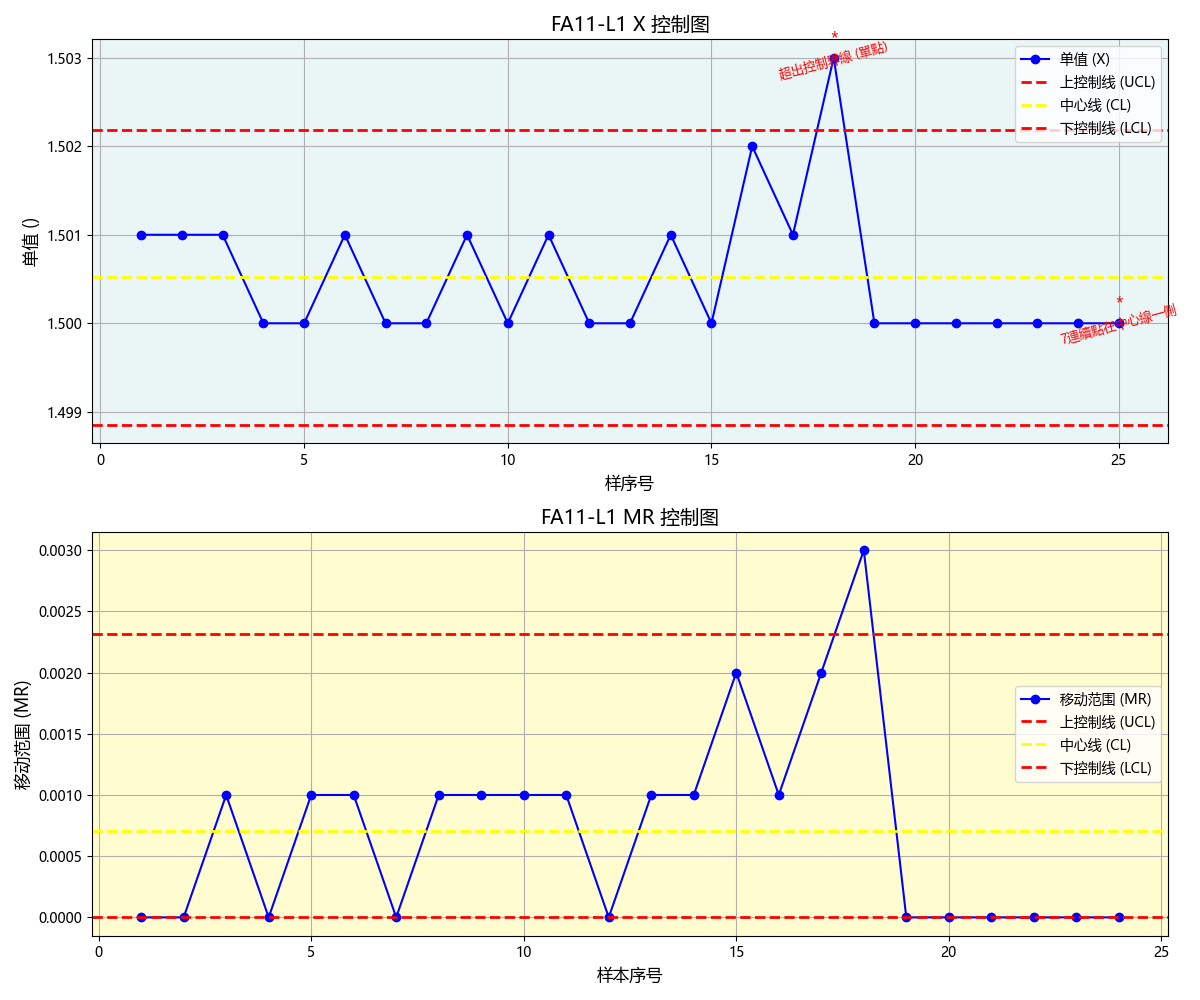 FA11-L1 X 控制图
*
超出控制界線 (單點)
单值 (X)
上控制线 (UCL)
中心线 (CL)
下控制线 (LCL)
1.503
1.502
1.501
1.500
1.499
单值 ()
*
7連續點在中心線一側
0
5
10
15
20
25
样序号
FA11-L1 MR 控制图
0.0030
0.0025
0.0020
0.0015
0.0010
0.0005
0.0000
移动范围 (MR)
移动范围 (MR)
上控制线 (UCL)
中心线 (CL)
下控制线 (LCL)
0
5
10
15
20
25
样本序号